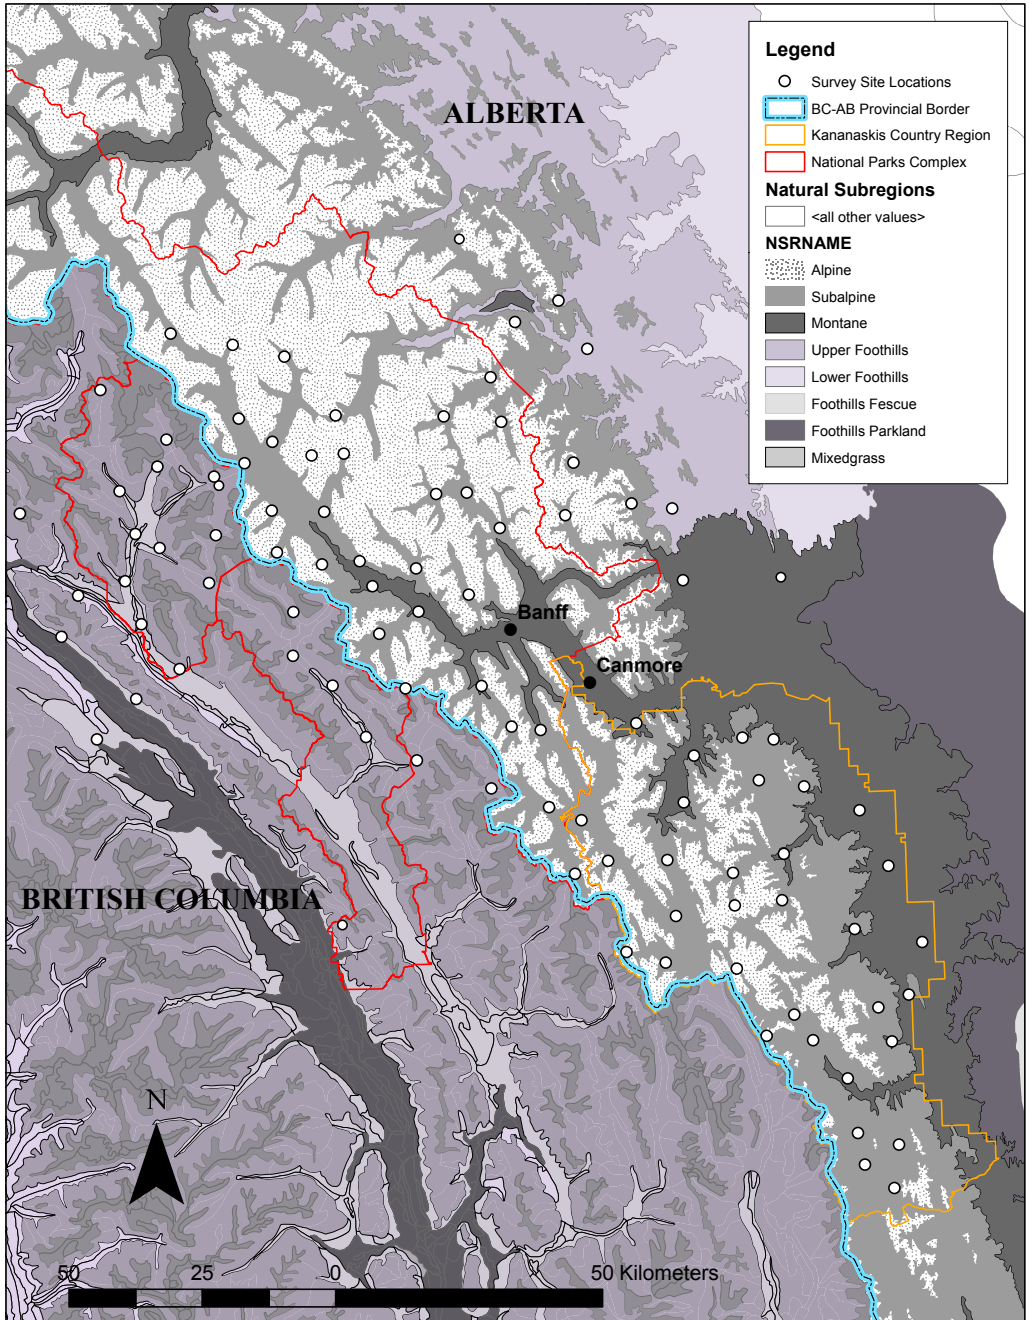 Legend
Survey Site Locations
BC-AB Provincial Border
Kananaskis Country Region
National Parks Complex
Natural Subregions
<all other values>
NSRNAME
Alpine
Subalpine
Montane
Upper Foothills
Lower Foothills
Foothills Fescue
Foothills Parkland
Mixedgrass
ALBERTA
Banff
Canmore
BRITISH COLUMBIA
N
50 25 0 50 Kilometers